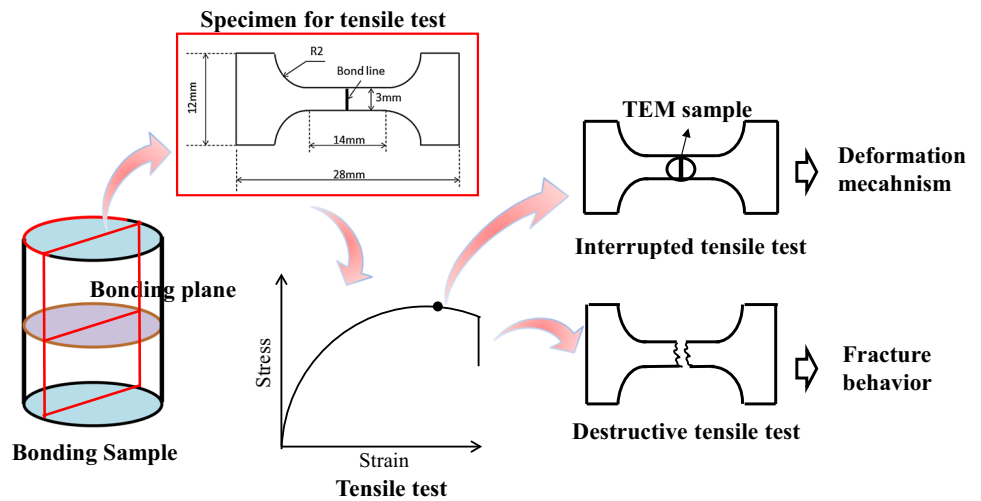 Specimen for tensile test
R2
Bond line
12mm
3mm
14mm
28mm
TEM sample
Deformation
mecahnism
Interrupted tensile test
Bonding plane
Bonding Sample
Stress
Strain
Tensile test
Fracture
behavior
Destructive tensile test